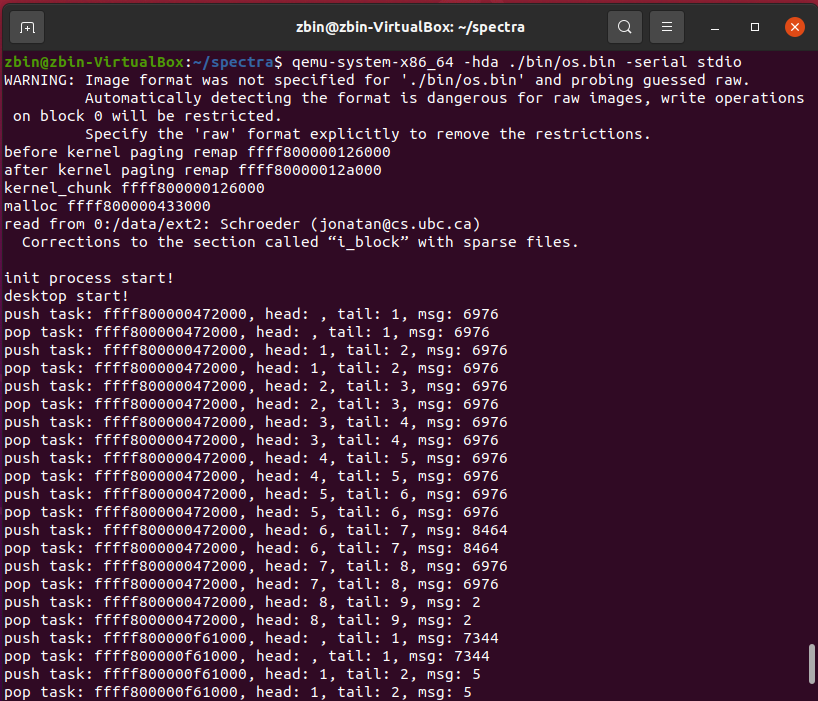 zbin@zbin-VirtualBox: ~/spectra
zbin@zbin-VirtualBox:~/spectra$ qemu-system-x86_64 -hda ./bin/os.bin -serial stdio
WARNING: Image format was not specified for './bin/os.bin' and probing guessed raw.
         Automatically detecting the format is dangerous for raw images, write operations
 on block 0 will be restricted.
         Specify the 'raw' format explicitly to remove the restrictions.
before kernel paging remap ffff800000126000
after kernel paging remap ffff80000012a000
kernel_chunk ffff800000126000
malloc ffff800000433000
read from 0:/data/ext2: Schroeder (jonatan@cs.ubc.ca)
  Corrections to the section called “i_block” with sparse files.

init process start!
desktop start!
push task: ffff800000472000, head: , tail: 1, msg: 6976
pop task: ffff800000472000, head: , tail: 1, msg: 6976
push task: ffff800000472000, head: 1, tail: 2, msg: 6976
pop task: ffff800000472000, head: 1, tail: 2, msg: 6976
push task: ffff800000472000, head: 2, tail: 3, msg: 6976
pop task: ffff800000472000, head: 2, tail: 3, msg: 6976
push task: ffff800000472000, head: 3, tail: 4, msg: 6976
pop task: ffff800000472000, head: 3, tail: 4, msg: 6976
push task: ffff800000472000, head: 4, tail: 5, msg: 6976
pop task: ffff800000472000, head: 4, tail: 5, msg: 6976
push task: ffff800000472000, head: 5, tail: 6, msg: 6976
pop task: ffff800000472000, head: 5, tail: 6, msg: 6976
push task: ffff800000472000, head: 6, tail: 7, msg: 8464
pop task: ffff800000472000, head: 6, tail: 7, msg: 8464
push task: ffff800000472000, head: 7, tail: 8, msg: 6976
pop task: ffff800000472000, head: 7, tail: 8, msg: 6976
push task: ffff800000472000, head: 8, tail: 9, msg: 2
pop task: ffff800000472000, head: 8, tail: 9, msg: 2
push task: ffff800000f61000, head: , tail: 1, msg: 7344
pop task: ffff800000f61000, head: , tail: 1, msg: 7344
push task: ffff800000f61000, head: 1, tail: 2, msg: 5
pop task: ffff800000f61000, head: 1, tail: 2, msg: 5